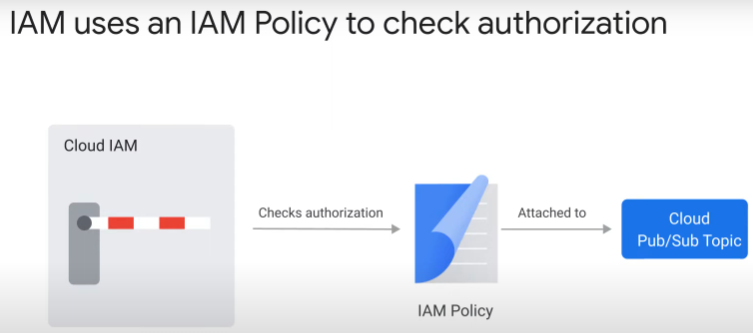 IAM uses an IAM Policy to check authorization
Cloud IAM
Checks authorization
Attached to
Cloud
Pub/Sub Topic
IAM Policy